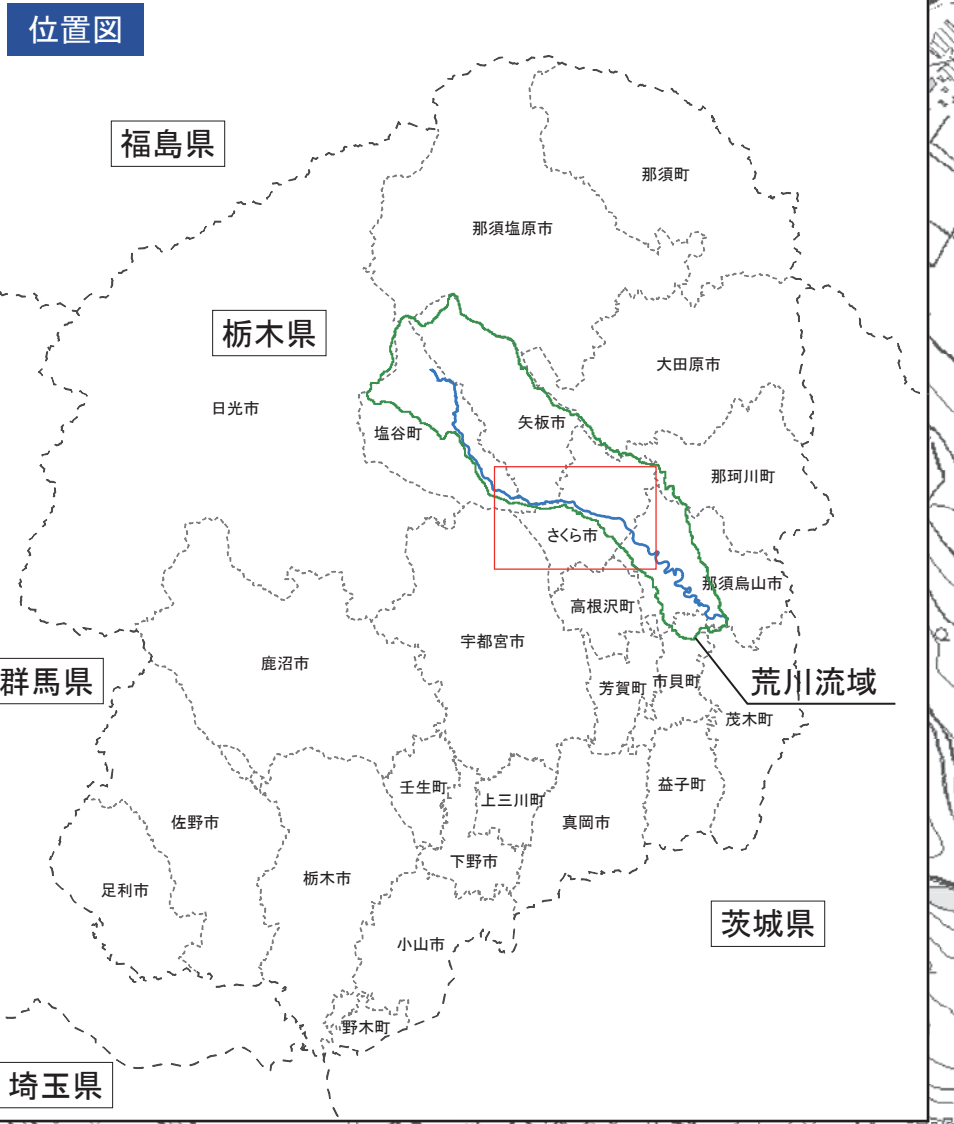 位置図
福島県
那須町
那須塩原市
栃木県
大田原市
日光市
矢板市
塩谷町
那珂川町
さくら市
那須烏山市
高根沢町
宇都宮市
鹿沼市
群馬県
芳賀町
市貝町
荒川流域
茂木町
壬生町
上三川町
益子町
佐野市
真岡市
下野市
足利市
栃木市
茨城県
小山市
野木町
埼玉県